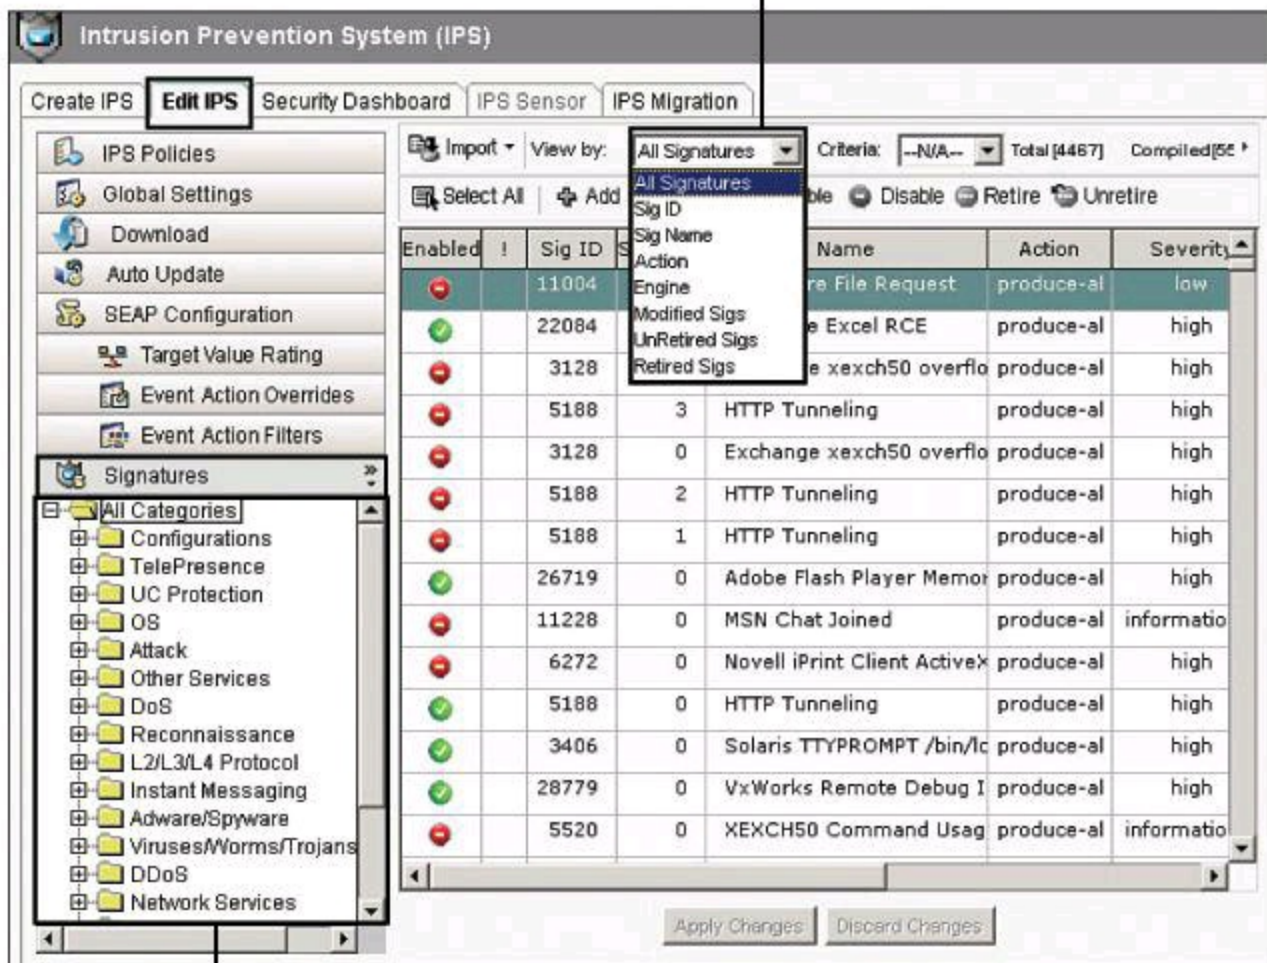 Intrusion Prevention System (IPS)
Create IPS Edit IPS Security Dashboard IPS Sensor IPS Migration
IPS Policies
Global Settings
Download
Auto Update
SEAP Configuration
Target Value Rating
Event Action Overrides
Event Action Filters
Signatures
All Categories
Configurations
TelePresence
UC Protection
OS
Attack
Other Services
DoS
Reconnaissance
L2/L3/L4 Protocol
Instant Messaging
Adware/Spyware
Viruses/Worms/Trojans
DDoS
Network Services
Import View by: All Signatures Criteria: --N/A-- Total[4467] Compiled[5
Select All Add ble Disable Retire Unretire
All Signatures
Sig ID
Sig Name
Action
Engine
Modified Sigs
UnRetired Sigs
Retired Sigs
Enabled ! Sig ID S Name Action Severity
11004 re File Request produce-al low
22084 e Excel RCE produce-al high
3128 e xexch50 overflo produce-al high
5188 3 HTTP Tunneling produce-al high
3128 0 Exchange xexch50 overflo produce-al high
5188 2 HTTP Tunneling produce-al high
5188 1 HTTP Tunneling produce-al high
26719 0 Adobe Flash Player Memor produce-al high
11228 0 MSN Chat Joined produce-al informatio
6272 0 Novell iPrint Client ActiveX produce-al high
5188 0 HTTP Tunneling produce-al high
3406 0 Solaris TTYPROMPT /bin/lo produce-al high
28779 0 VxWorks Remote Debug I produce-al high
5520 0 XEXCH50 Command Usag produce-al informatio
Apply Changes Discard Changes